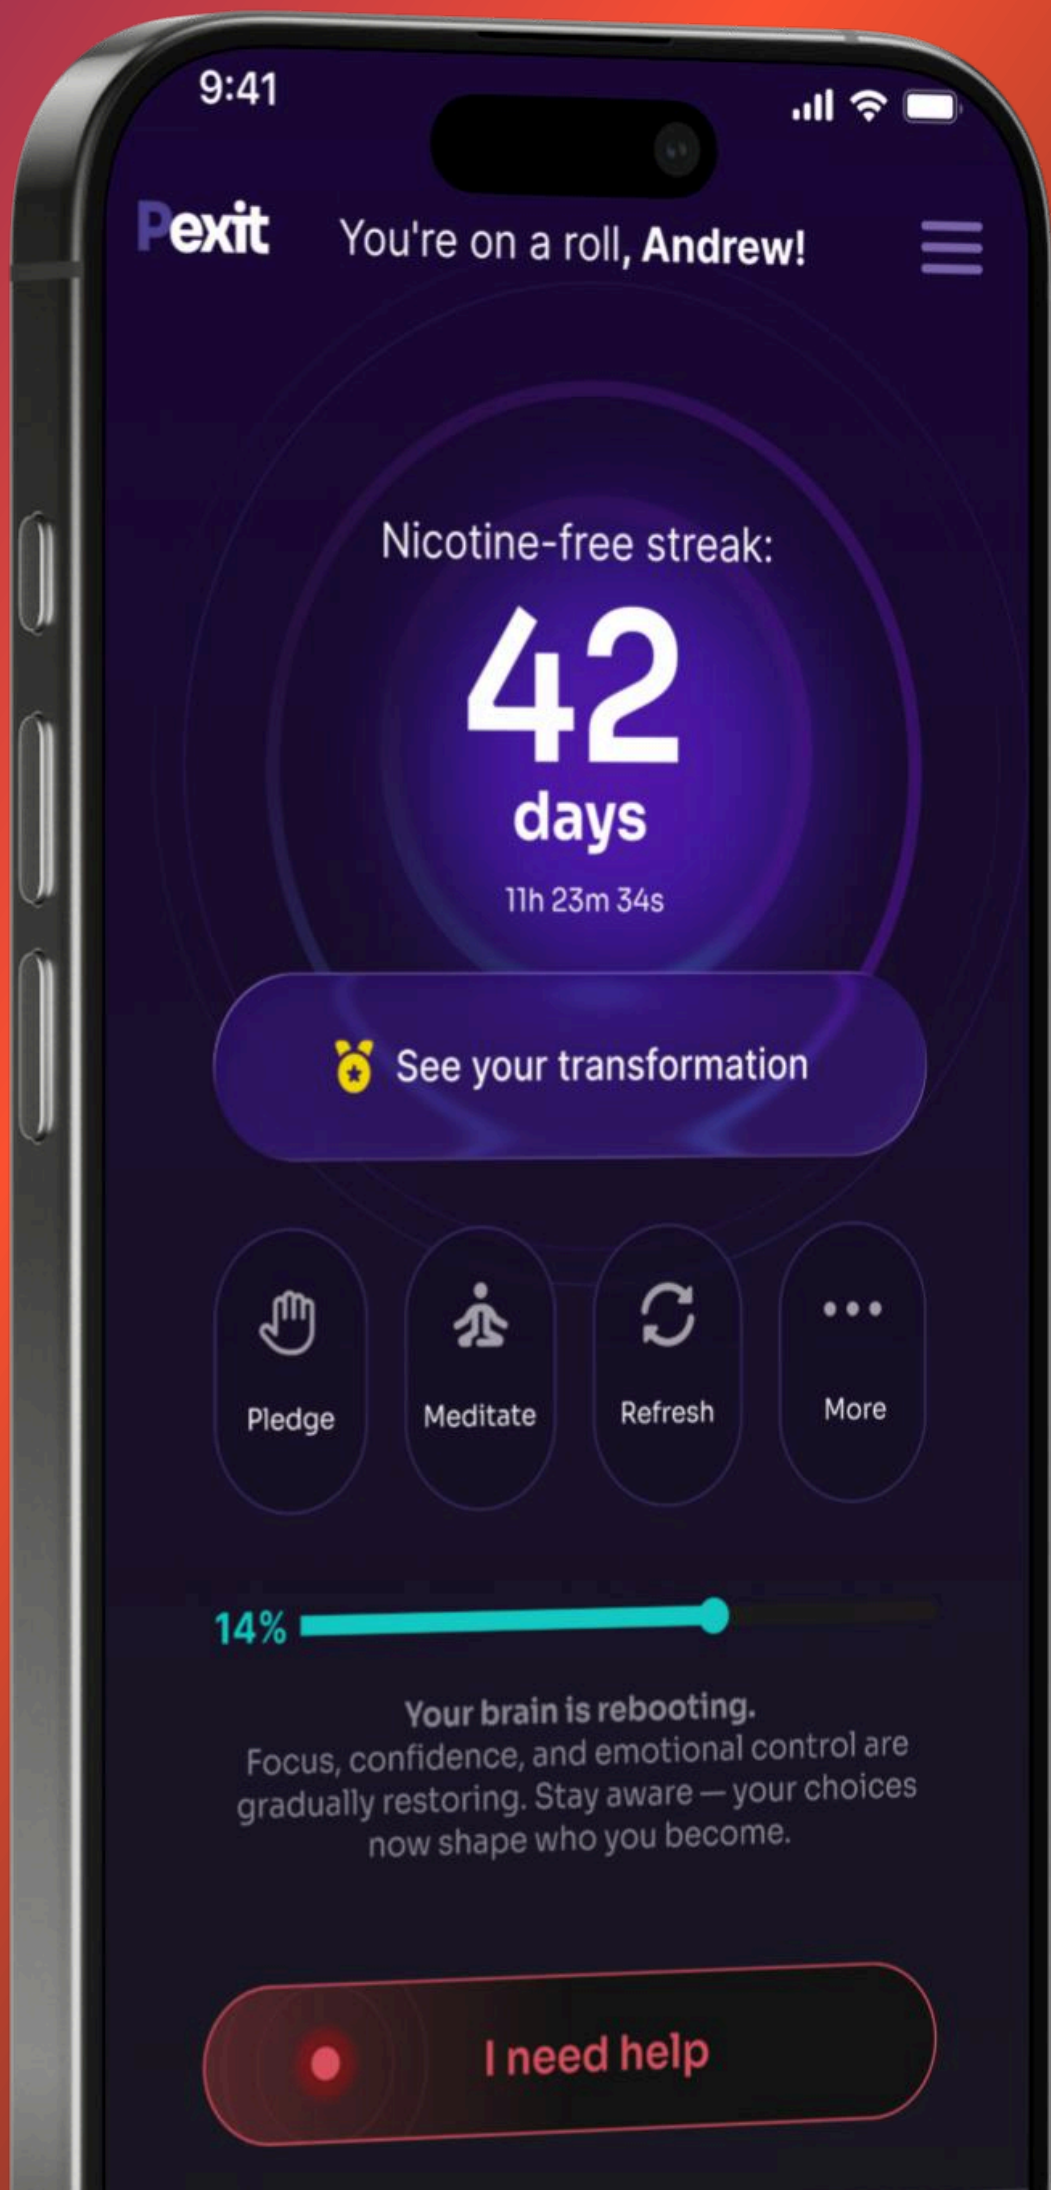 9:41
Pexit
You're on a roll, Andrew!
Nicotine-free streak:
42
days
11h 23m 34s
See your transformation
Pledge
Meditate
Refresh
More
14%
Your brain is rebooting.
Focus, confidence, and emotional control are
gradually restoring. Stay aware — your choices
now shape who you become.
I need help